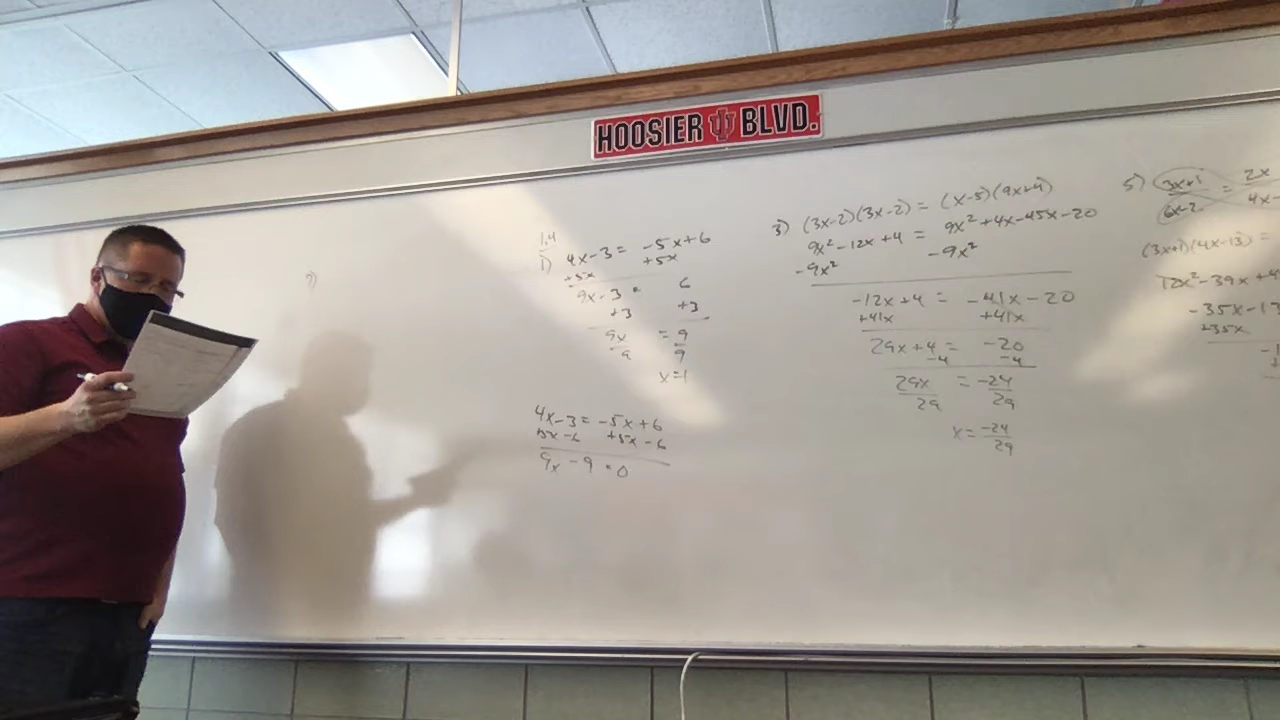 HOOSIER IU BLVD.
1.4
1) 4x-3 = -5x+6
+5x +5x
9x-3 = 6
+3 +3
9x = 9
9 9
x=1
4x-3 = -5x+6
+5x-6 +5x-6
9x-9=0
3) (3x-2)(3x-2) = (x-5)(9x+4)
9x²-12x+4 = 9x²+4x-45x-20
-9x² -9x²
-12x+4 = -41x-20
+41x +41x
29x+4 = -20
-4 -4
29x = -24
29 29
x = -24
29
5) 3x+1 = 2x
6x-2 4x-
(3x+1)(4x-13) =
12x²-39x+4
-35x-13
+35x
-1